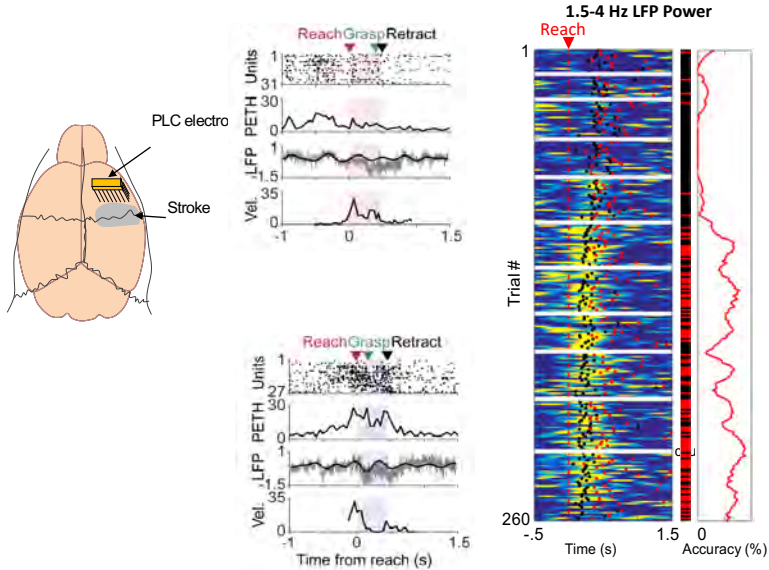 PLC electro
Stroke
Reach Grasp Retract
Units
1
31
PETH
30
0
LFP
1
-1.5
Vel.
35
0
-1
0
1.5
Reach Grasp Retract
Units
1
27
PETH
30
0
LFP
1
1.5
Vel.
35
0
-1
0
1.5
Time from reach (s)
1.5-4 Hz LFP Power
Reach
1
Trial #
260
-.5
Time (s)
1.5
0
Accuracy (%)